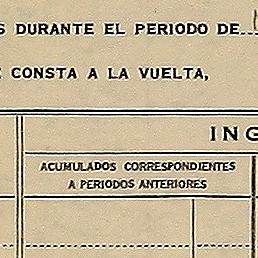 DURANTE EL PERIODO DE
CONSTA A LA VUELTA,
ING
ACUMULADOS CORRESPONDIENTES
A PERIODOS ANTERIORES